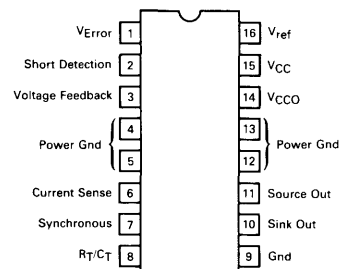 VError 1 16 Vref
Short Detection 2 15 VCC
Voltage Feedback 3 14 VCCO
4 13
Power Gnd Power Gnd
5 12
Current Sense 6 11 Source Out
Synchronous 7 10 Sink Out
RT/CT 8 9 Gnd